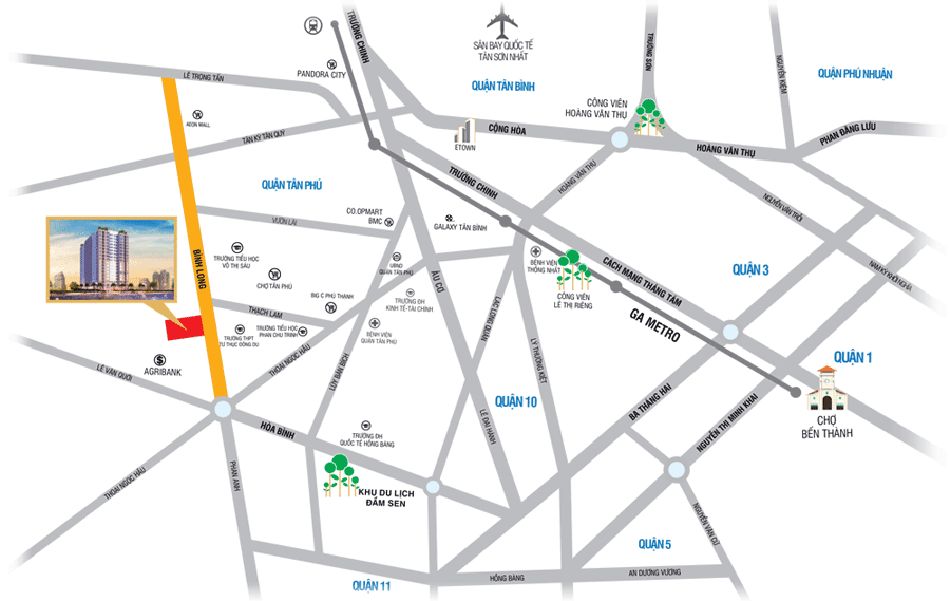 SÂN BAY QUỐC TẾ
TÂN SƠN NHẤT
TRƯỜNG CHINH
TRƯỜNG SƠN
NGUYỄN KIỆM
QUẬN PHÚ NHUẬN
PANDORA CITY
LÊ TRỌNG TẤN
QUẬN TÂN BÌNH
CÔNG VIÊN
HOÀNG VĂN THỤ
AEON MALL
TÂN KỲ TÂN QUÝ
ETOWN
CỘNG HÒA
HOÀNG VĂN THỤ
PHAN ĐĂNG LƯU
TRƯỜNG CHINH
HOÀNG VĂN THỤ
QUẬN TÂN PHÚ
NGUYỄN VĂN TRỖI
VƯỜN LÀI
CO.OPMART
BMC
GALAXY TÂN BÌNH
BÌNH LONG
TRƯỜNG TIỂU HỌC
VÕ THỊ SÁU
UBND
QUẬN TÂN PHÚ
ÂU CƠ
BỆNH VIỆN
THỐNG NHẤT
CÁCH MẠNG THÁNG TÁM
QUẬN 3
NAM KỲ KHỞI NGHĨA
CHỢ TÂN PHÚ
BIG C PHÚ THẠNH
TRƯỜNG ĐH
KINH TẾ-TÀI CHÍNH
LẠC LONG QUÂN
CÔNG VIÊN
LÊ THỊ RIÊNG
THẠCH LAM
TRƯỜNG THPT
TƯ THỤC ĐÔNG DU
TRƯỜNG TIỂU HỌC
PHAN CHU TRINH
BỆNH VIỆN
QUẬN TÂN PHÚ
GA METRO
THOẠI NGỌC HẦU
LÝ THƯỜNG KIỆT
LÊ VĂN QUỚI
AGRIBANK
LŨY BÁN BÍCH
QUẬN 1
CHỢ
BẾN THÀNH
QUẬN 10
BA THÁNG HAI
NGUYỄN THỊ MINH KHAI
HÒA BÌNH
TRƯỜNG ĐH
QUỐC TẾ HỒNG BÀNG
LÊ ĐẠI HÀNH
THOẠI NGỌC HẦU
PHAN ANH
KHU DU LỊCH
ĐẦM SEN
NGUYỄN VĂN CỪ
QUẬN 5
QUẬN 11
HỒNG BÀNG
AN DƯƠNG VƯƠNG